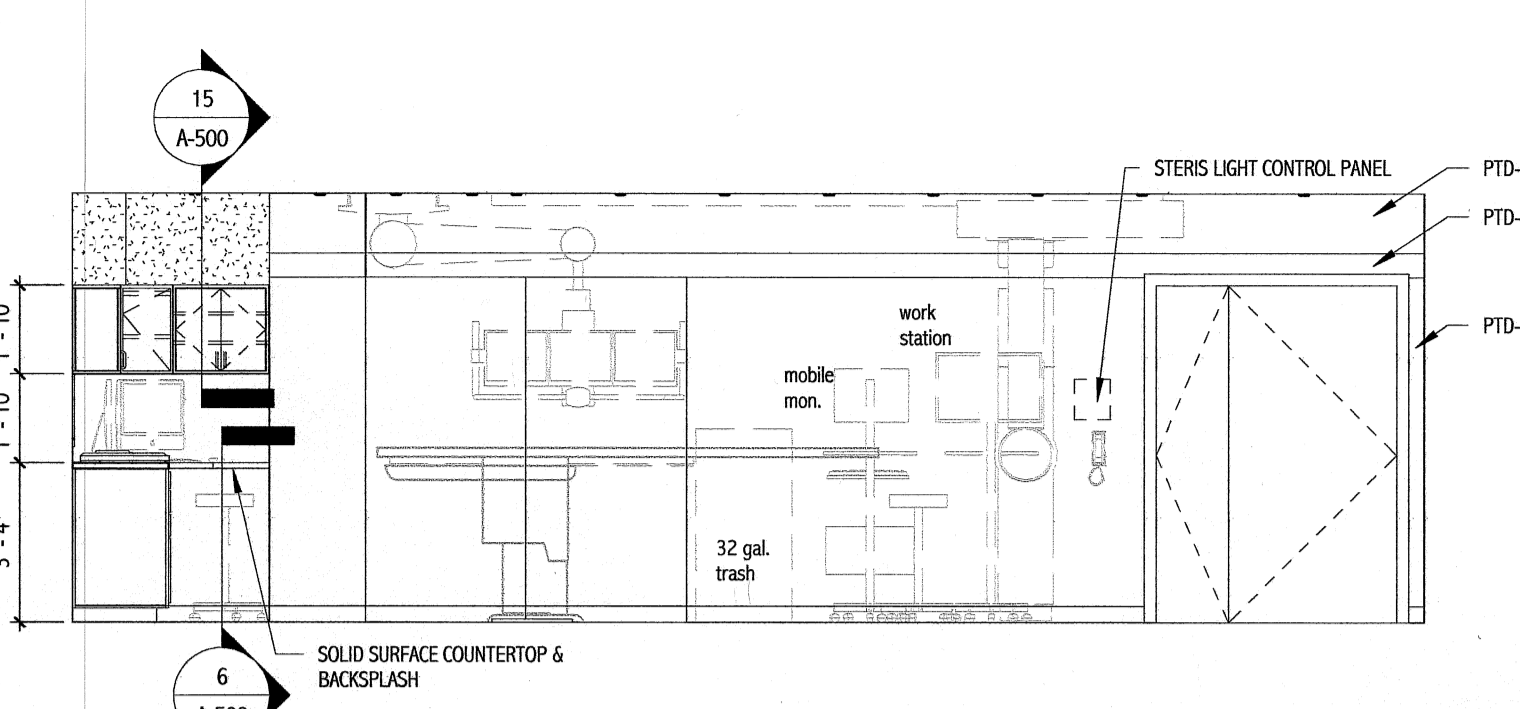 15
A-500
STERIS LIGHT CONTROL PANEL
PTD-
PTD-
work
station
PTD-
mobile
mon.
32 gal.
trash
SOLID SURFACE COUNTERTOP &
BACKSPLASH
6